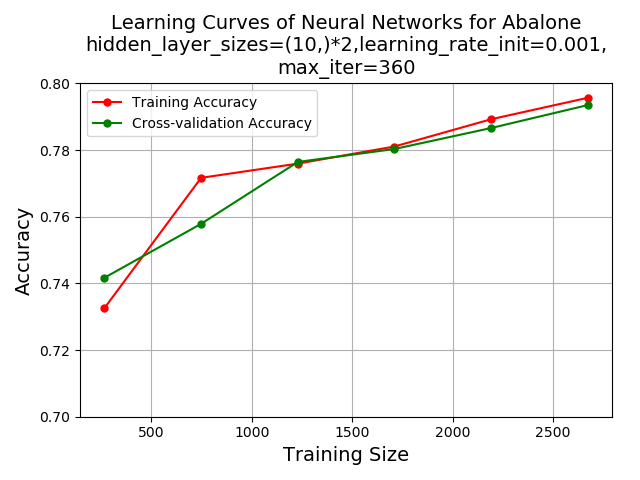 Learning Curves of Neural Networks for Abalone
hidden_layer_sizes=(10,)*2,learning_rate_init=0.001,
max_iter=360
Training Accuracy
Cross-validation Accuracy
Accuracy
0.80
0.78
0.76
0.74
0.72
0.70
500 1000 1500 2000 2500
Training Size